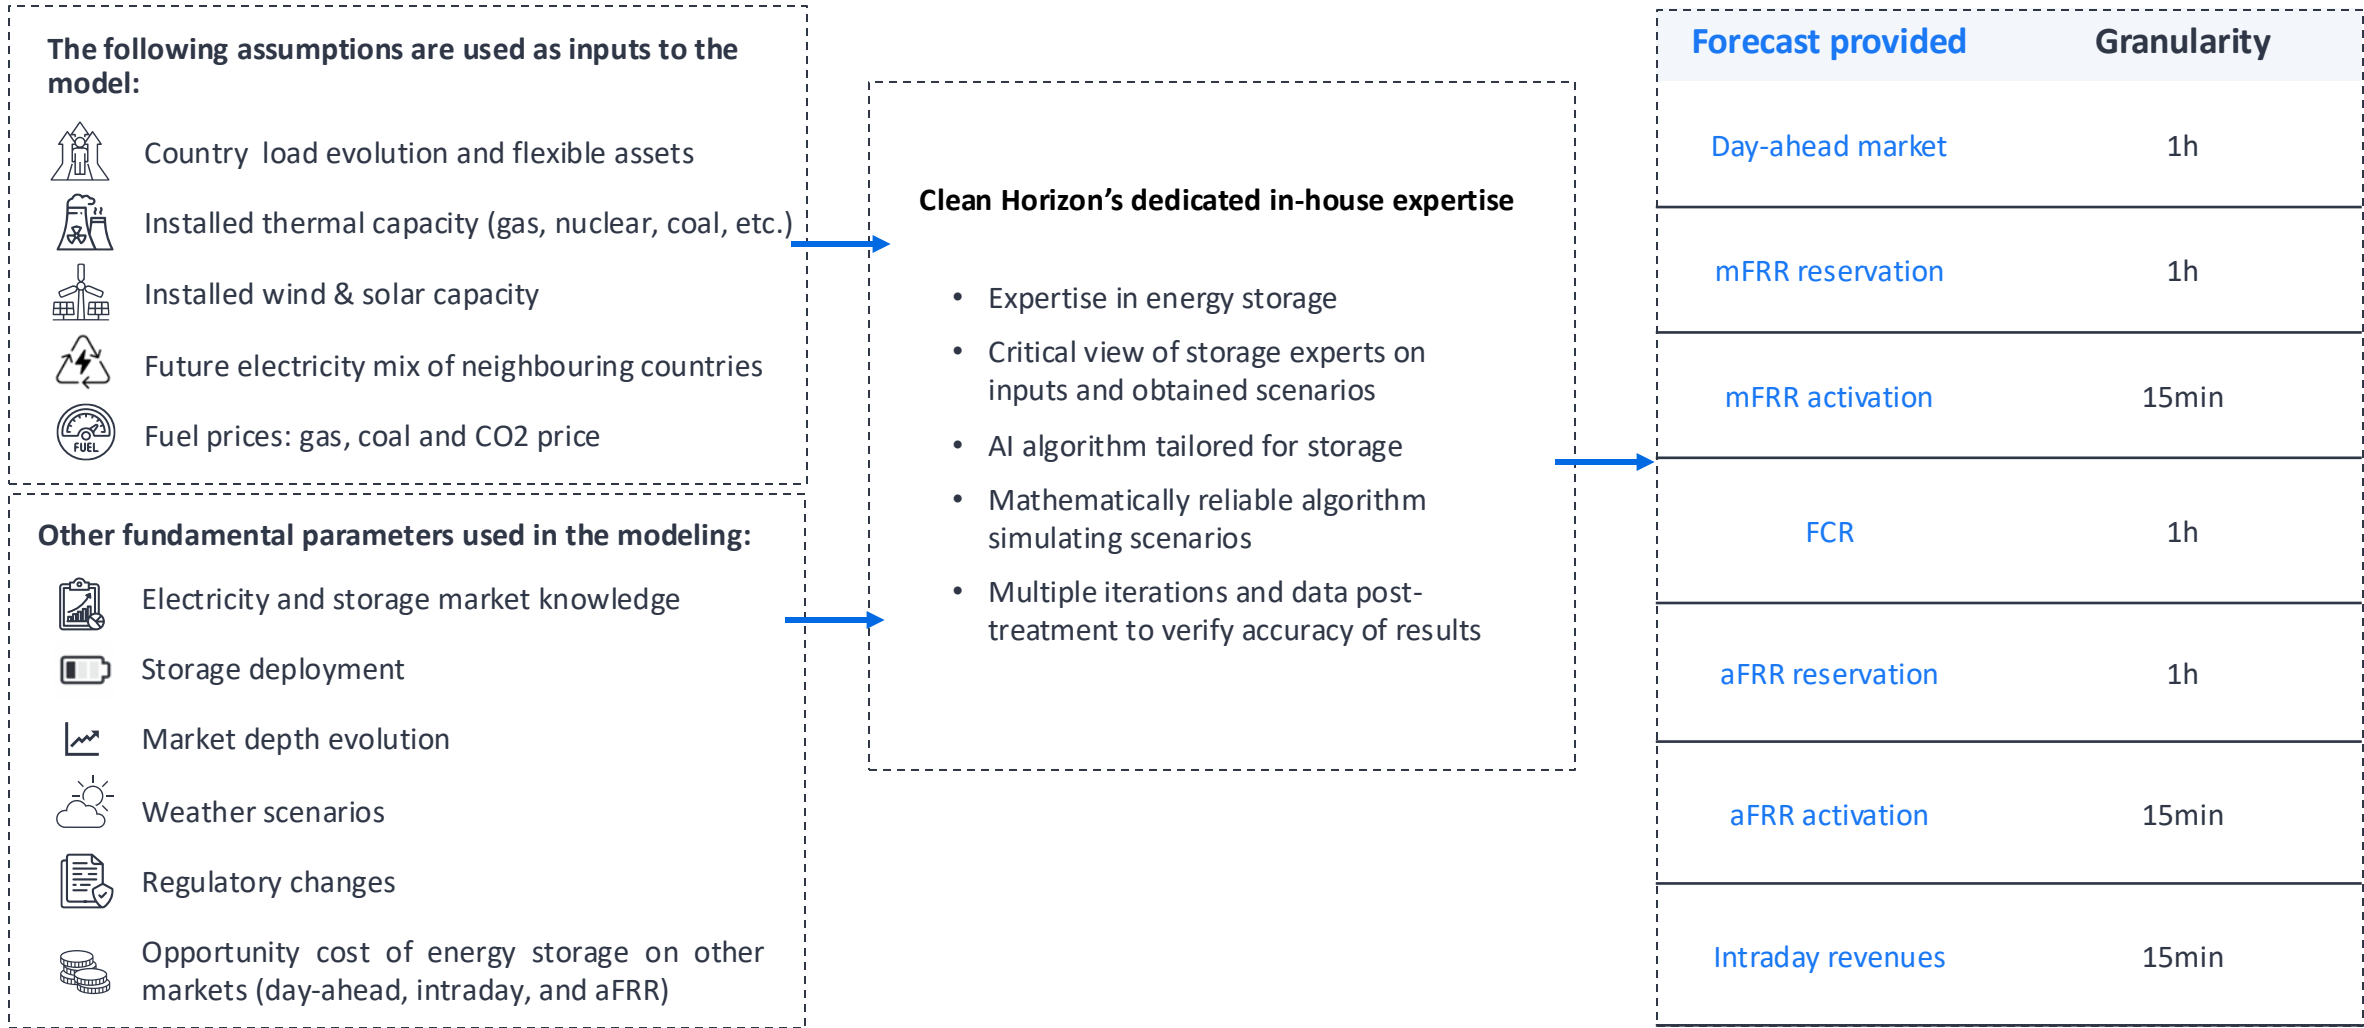 The following assumptions are used as inputs to the
model:
Country load evolution and flexible assets
Installed thermal capacity (gas, nuclear, coal, etc.)
Installed wind & solar capacity
Future electricity mix of neighbouring countries
FUEL
Fuel prices: gas, coal and CO2 price
Other fundamental parameters used in the modeling:
Electricity and storage market knowledge
Storage deployment
Market depth evolution
Weather scenarios
Regulatory changes
Opportunity cost of energy storage on other
markets (day-ahead, intraday, and aFRR)
Clean Horizon’s dedicated in-house expertise
• Expertise in energy storage
• Critical view of storage experts on
inputs and obtained scenarios
• AI algorithm tailored for storage
• Mathematically reliable algorithm
simulating scenarios
• Multiple iterations and data post-
treatment to verify accuracy of results
Forecast provided Granularity
Day-ahead market 1h
mFRR reservation 1h
mFRR activation 15min
FCR 1h
aFRR reservation 1h
aFRR activation 15min
Intraday revenues 15min